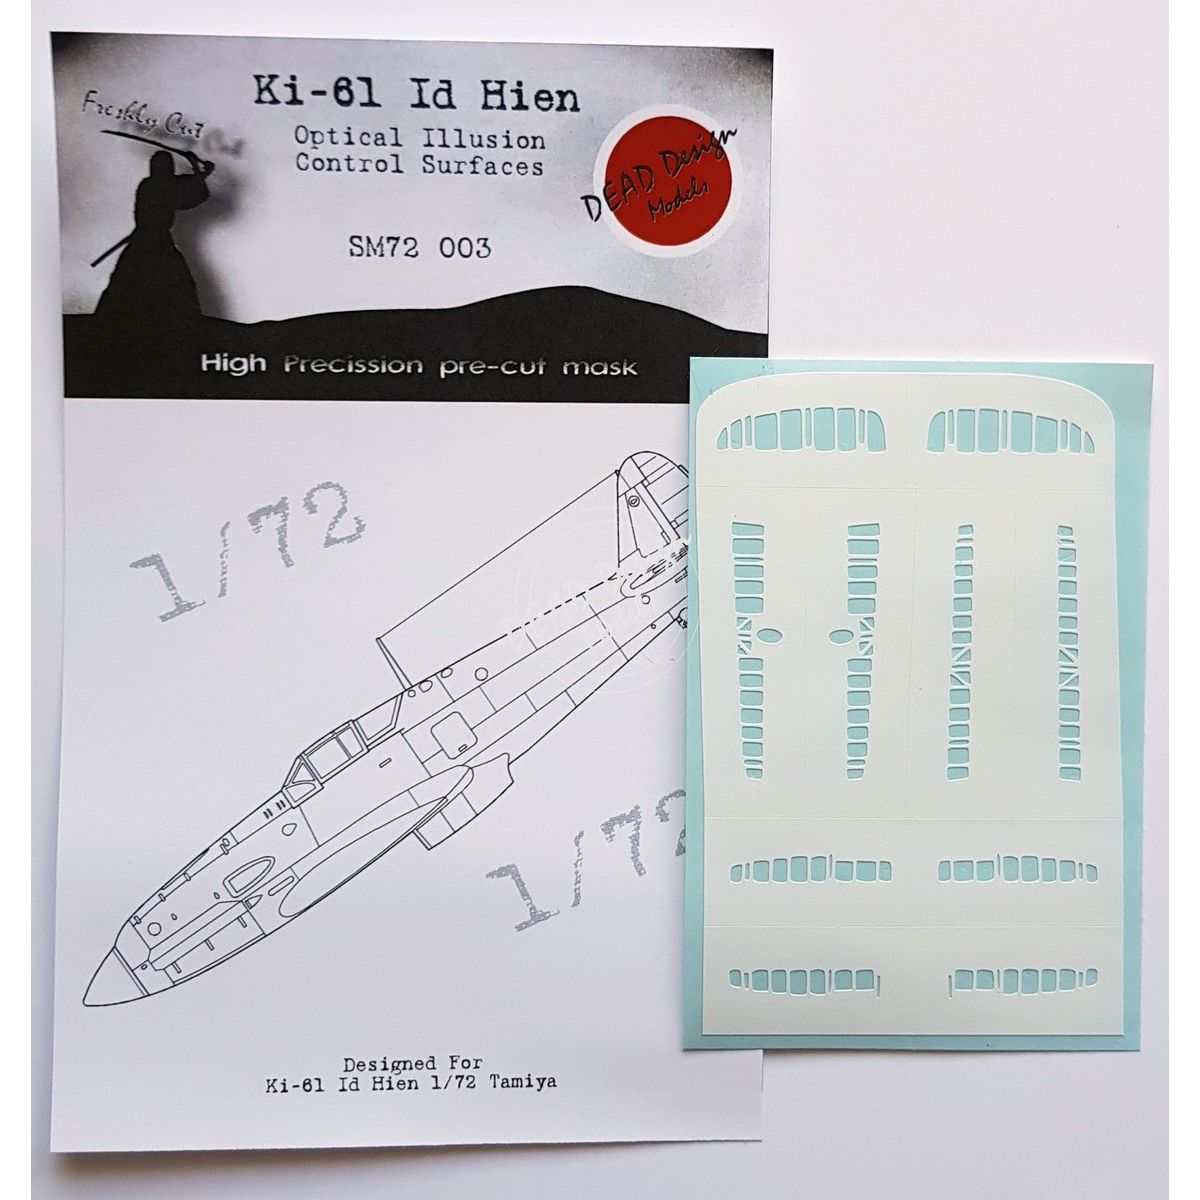 Ki-61 Id Hien
Freshly Cut
Optical Illusion
Control Surfaces
DEAD Design
Models
SM72 003
High Precission pre-cut mask
1/72
1/72
Designed For
Ki-61 Id Hien 1/72 Tamiya